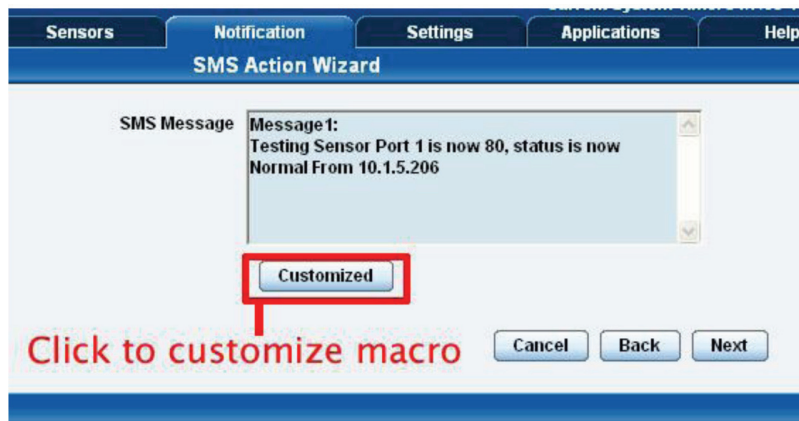 Sensors Notification Settings Applications Help
SMS Action Wizard
SMS Message
Message1:
Testing Sensor Port 1 is now 80, status is now
Normal From 10.1.5.206
Customized
Click to customize macro
Cancel Back Next